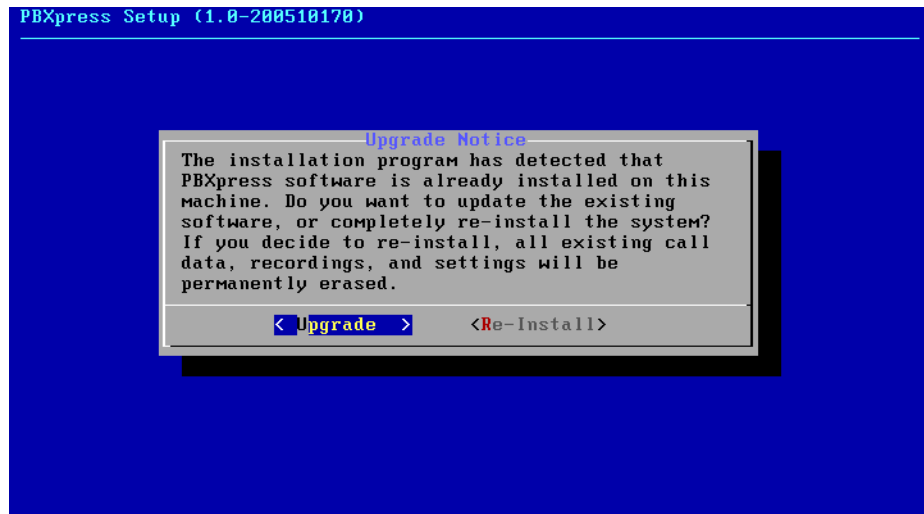 PBXpress Setup (1.0-200510170)
Upgrade Notice
The installation program has detected that
PBXpress software is already installed on this
machine. Do you want to update the existing
software, or completely re-install the system?
If you decide to re-install, all existing call
data, recordings, and settings will be
permanently erased.
< Upgrade > <Re-Install>